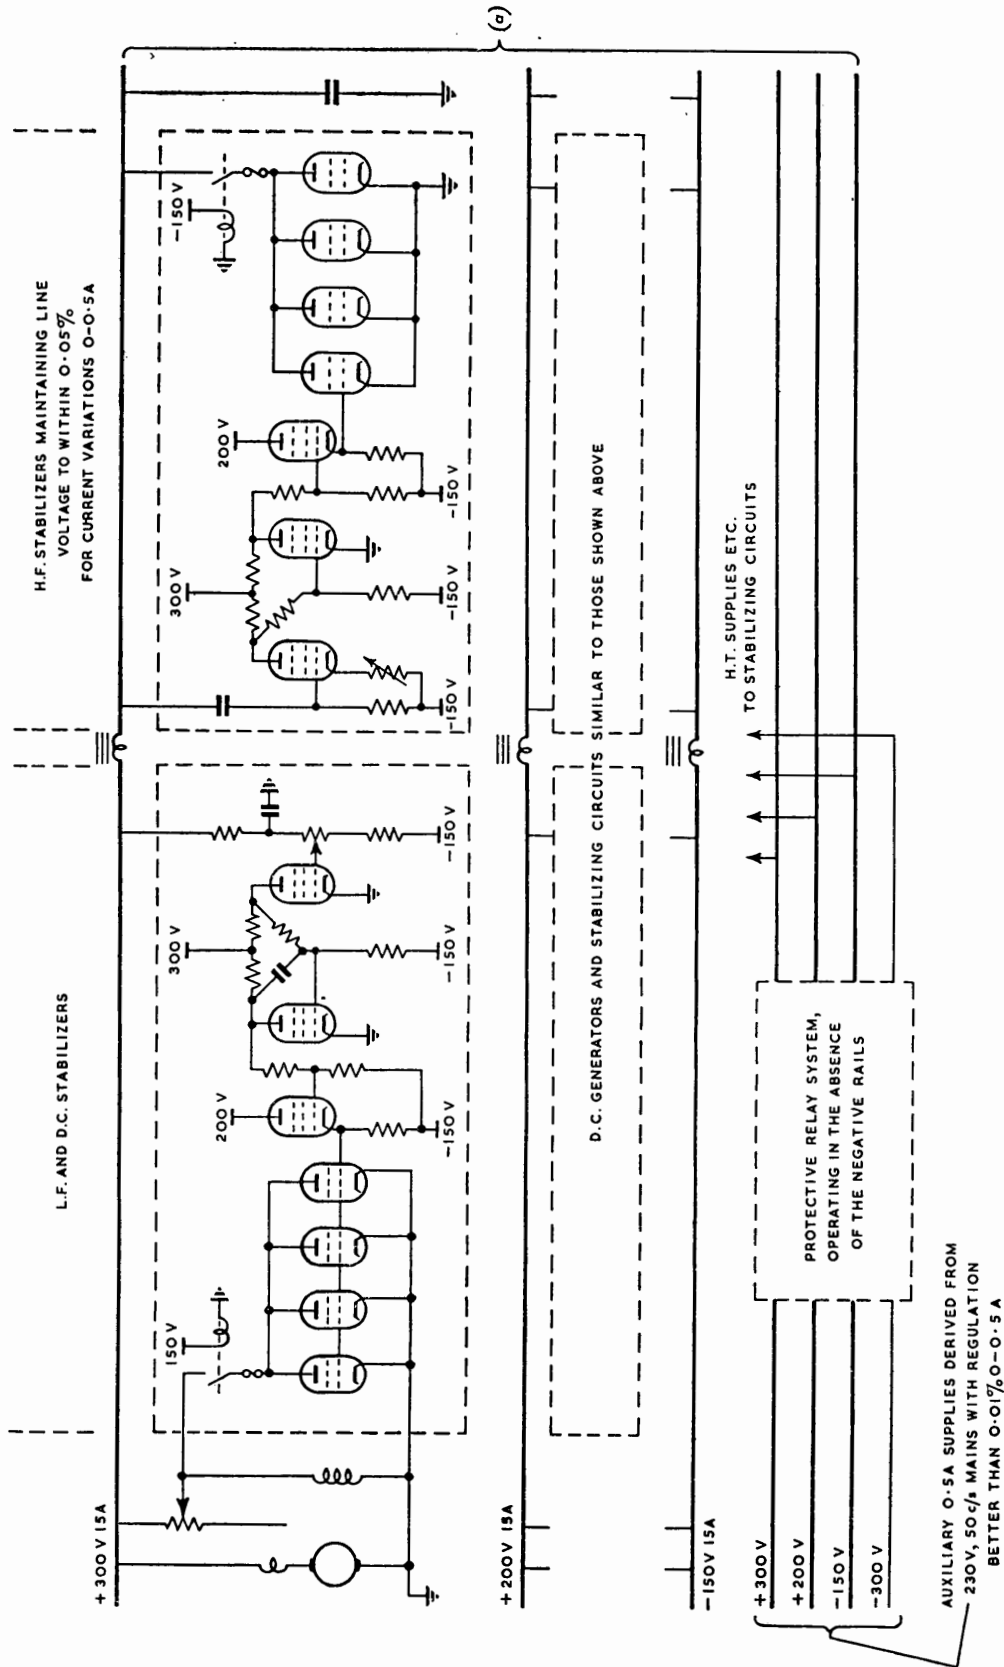 (a)
H.F. STABILIZERS MAINTAINING LINE
VOLTAGE TO WITHIN 0·05%
FOR CURRENT VARIATIONS 0–0·5A
L.F. AND D.C. STABILIZERS
+300V 15A
150 V
200 V
-150 V
300 V
-150 V
-150 V
-150 V
300 V
-150 V
200 V
-150 V
-150 V
+200V 15A
D.C. GENERATORS AND STABILIZING CIRCUITS SIMILAR TO THOSE SHOWN ABOVE
-150V 15A
H.T. SUPPLIES ETC.
TO STABILIZING CIRCUITS
+300 V
+200 V
-150 V
-300 V
PROTECTIVE RELAY SYSTEM,
OPERATING IN THE ABSENCE
OF THE NEGATIVE RAILS
AUXILIARY 0·5A SUPPLIES DERIVED FROM
230V, 50 c/s MAINS WITH REGULATION
BETTER THAN 0·01% 0–0·5 A